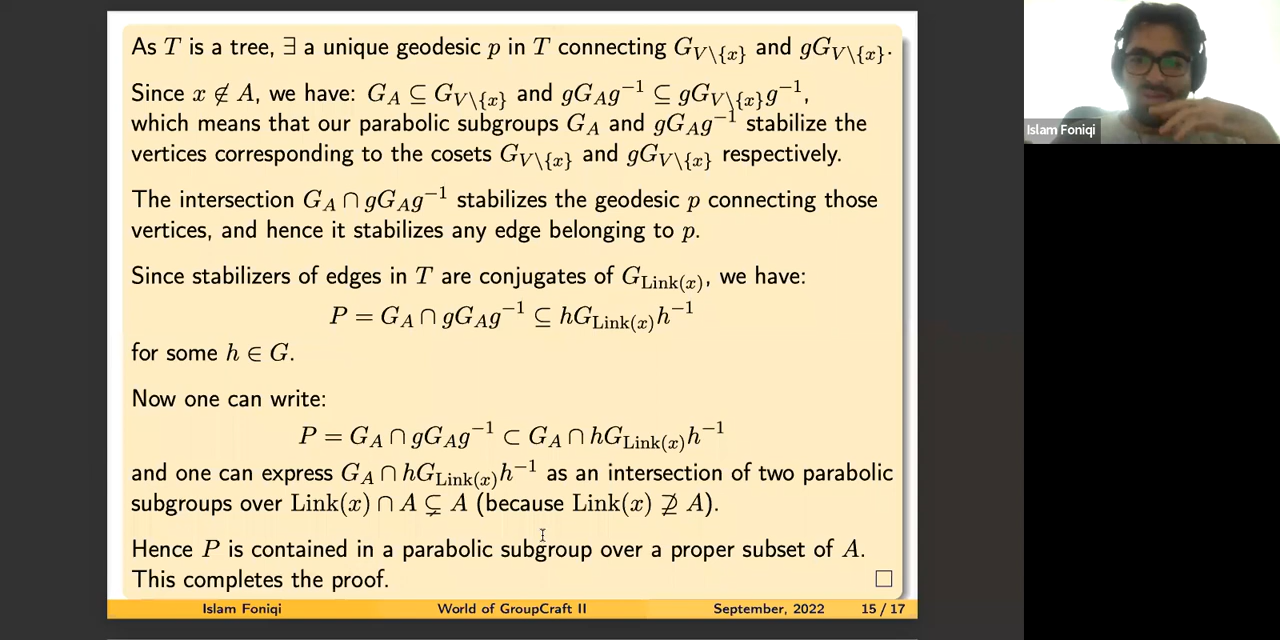 As T is a tree, ∃ a unique geodesic p in T connecting G_{V\{x}} and gG_{V\{x}}.
Since x ∉ A, we have: G_A ⊆ G_{V\{x}} and gG_Ag^{-1} ⊆ gG_{V\{x}}g^{-1},
which means that our parabolic subgroups G_A and gG_Ag^{-1} stabilize the
vertices corresponding to the cosets G_{V\{x}} and gG_{V\{x}} respectively.
The intersection G_A ∩ gG_Ag^{-1} stabilizes the geodesic p connecting those
vertices, and hence it stabilizes any edge belonging to p.
Since stabilizers of edges in T are conjugates of G_{Link(x)}, we have:
P = G_A ∩ gG_Ag^{-1} ⊆ hG_{Link(x)}h^{-1}
for some h ∈ G.
Now one can write:
P = G_A ∩ gG_Ag^{-1} ⊂ G_A ∩ hG_{Link(x)}h^{-1}
and one can express G_A ∩ hG_{Link(x)}h^{-1} as an intersection of two parabolic
subgroups over Link(x) ∩ A ⊊ A (because Link(x) ⊉ A).
Hence P is contained in a parabolic subgroup over a proper subset of A.
This completes the proof. □
Islam Foniqi World of GroupCraft II September, 2022 15 / 17
Islam Foniqi